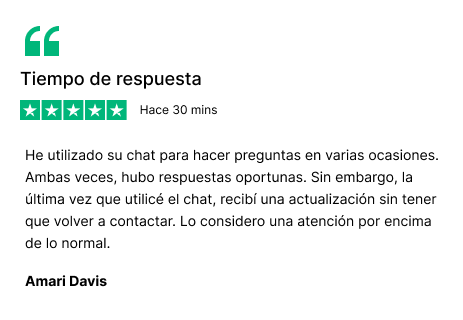 Tiempo de respuesta
Hace 30 mins
He utilizado su chat para hacer preguntas en varias ocasiones.
Ambas veces, hubo respuestas oportunas. Sin embargo, la
última vez que utilicé el chat, recibí una actualización sin tener
que volver a contactar. Lo considero una atención por encima
de lo normal.
Amari Davis